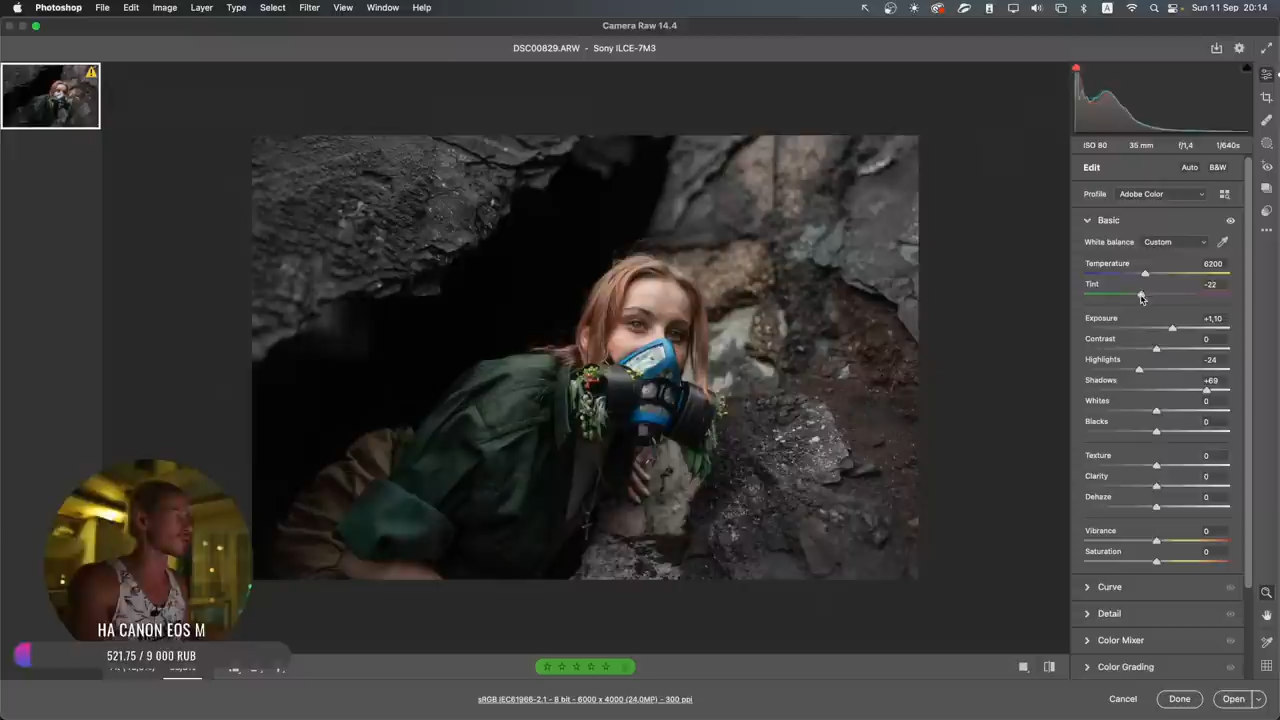 Photoshop File Edit Image Layer Type Select Filter View Window Help A Sun 11 Sep 20:14
Camera Raw 14.4
DSC00829.ARW - Sony ILCE-7M3
ISO 80 35 mm f/1,4 1/640s
Edit Auto B&W
Profile Adobe Color
Basic
White balance Custom
Temperature 6200
Tint -22
Exposure +1,10
Contrast 0
Highlights -24
Shadows +69
Whites 0
Blacks 0
Texture 0
Clarity 0
Dehaze 0
Vibrance 0
Saturation 0
Curve
Detail
Color Mixer
Color Grading
НА CANON EOS M
521.75 / 9 000 RUB
sRGB IEC61966-2.1 - 8 bit - 6000 x 4000 (24.0MP) - 300 ppi
Cancel Done Open